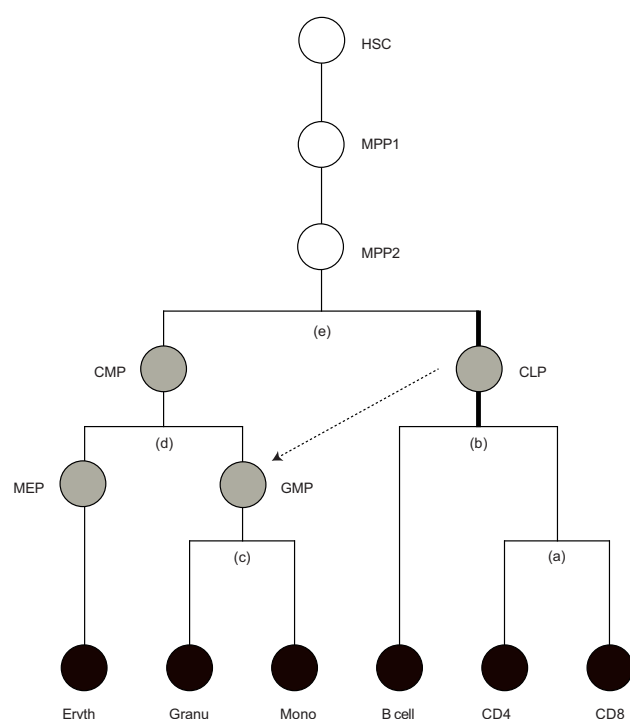 HSC
MPP1
MPP2
(e)
CMP
CLP
(d)
(b)
MEP
GMP
(c)
(a)
Eryth
Granu
Mono
B cell
CD4
CD8